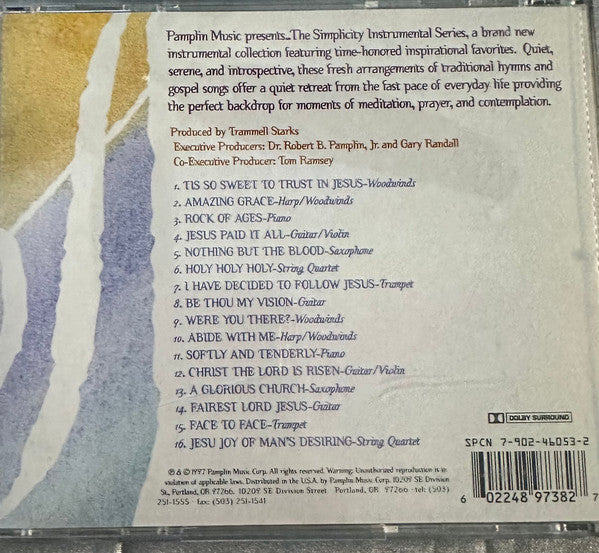 Pamplin Music presents...The Simplicity Instrumental Series, a brand new
instrumental collection featuring time-honored inspirational favorites. Quiet,
serene, and introspective, these fresh arrangements of traditional hymns and
gospel songs offer a quiet retreat from the fast pace of everyday life providing
the perfect backdrop for moments of meditation, prayer, and contemplation.
Produced by Trammell Starks
Executive Producers: Dr. Robert B. Pamplin, Jr. and Gary Randall
Co-Executive Producer: Tom Ramsey
1. TIS SO SWEET TO TRUST IN JESUS-Woodwinds
2. AMAZING GRACE-Harp/Woodwinds
3. ROCK OF AGES-Piano
4. JESUS PAID IT ALL-Guitar/Violin
5. NOTHING BUT THE BLOOD-Saxophone
6. HOLY HOLY HOLY-String Quartet
7. I HAVE DECIDED TO FOLLOW JESUS-Trumpet
8. BE THOU MY VISION-Guitar
9. WERE YOU THERE?-Woodwinds
10. ABIDE WITH ME-Harp/Woodwinds
11. SOFTLY AND TENDERLY-Piano
12. CHRIST THE LORD IS RISEN-Guitar/Violin
13. A GLORIOUS CHURCH-Saxophone
14. FAIREST LORD JESUS-Guitar
15. FACE TO FACE-Trumpet
16. JESU JOY OF MAN'S DESIRING-String Quartet
DOLBY SURROUND
SPCN 7-902-46053-2
℗ & © 1997 Pamplin Music Corp. All rights reserved. Warning: Unauthorized reproduction is in
violation of applicable laws. Distributed in the U.S.A. by Pamplin Music Corp. 10209 SE Division
St., Portland, OR 97266. 10209 SE Division Street Portland, OR 97266 -tel: (503)
251-1555 - fax: (503) 251-1541
6 02248 97382 7